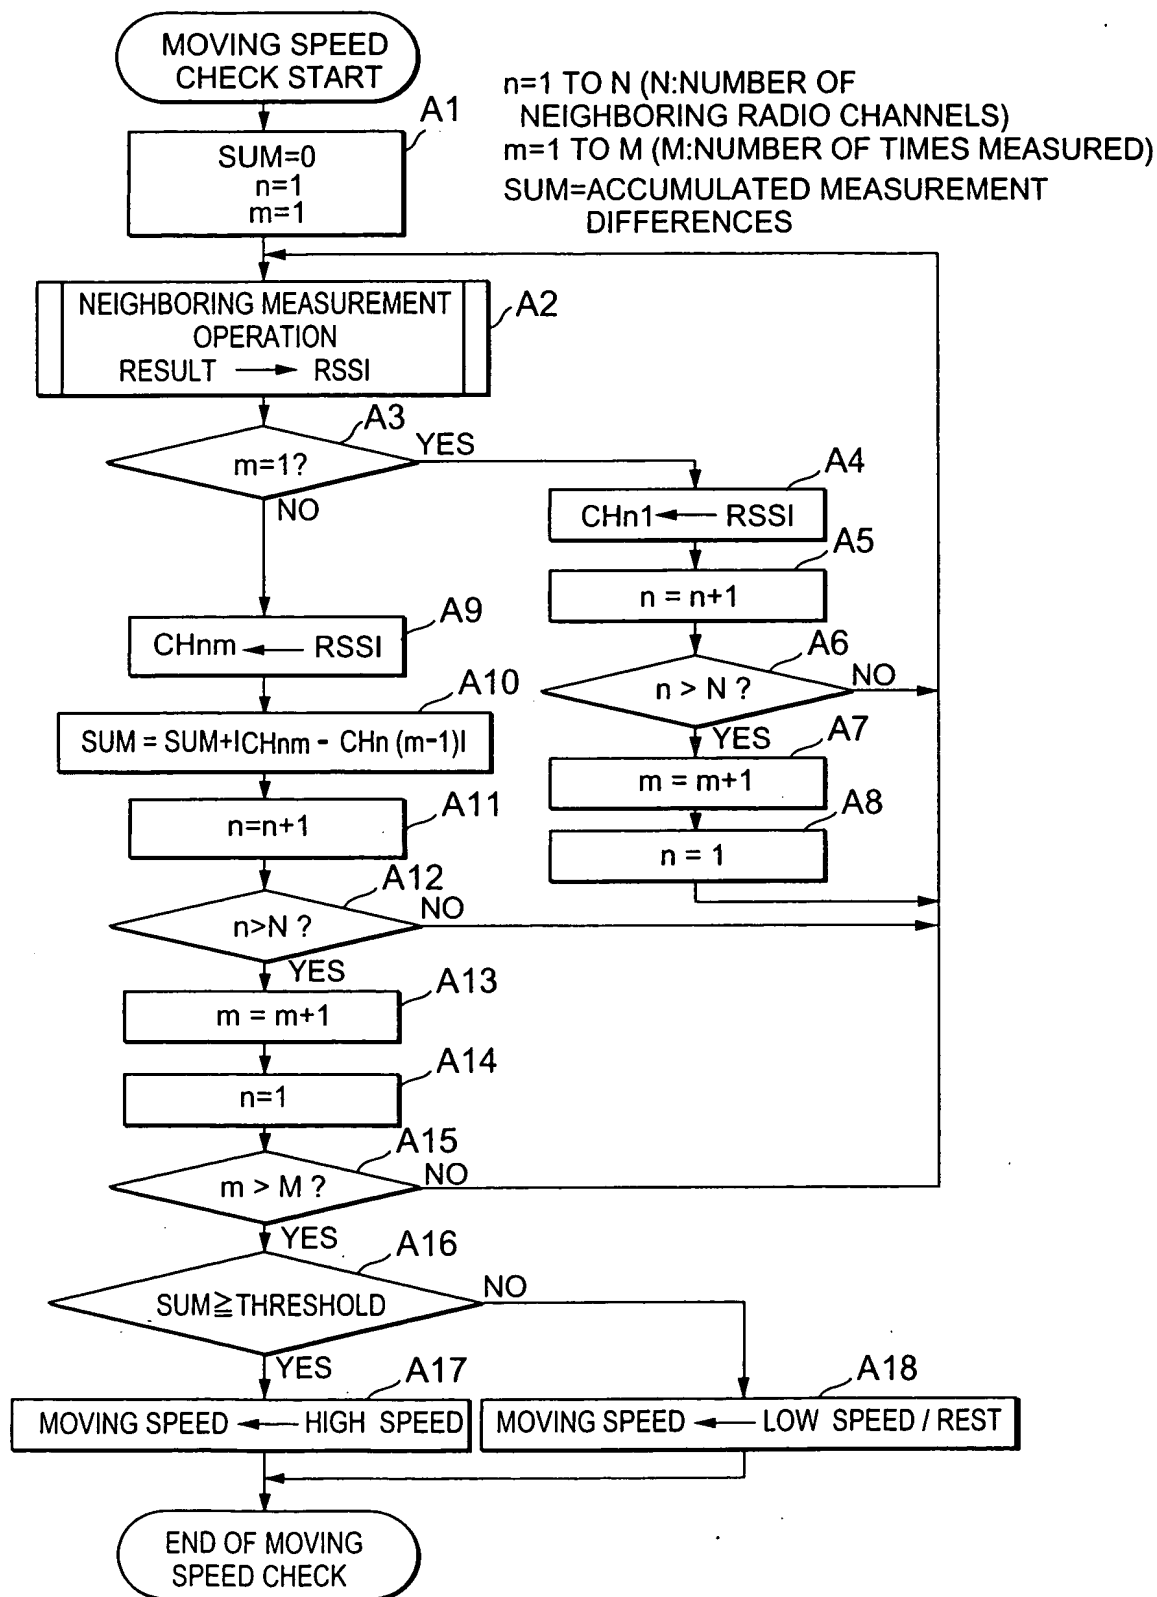 MOVING SPEED
CHECK START
n=1 TO N (N:NUMBER OF
NEIGHBORING RADIO CHANNELS)
m=1 TO M (M:NUMBER OF TIMES MEASURED)
SUM=ACCUMULATED MEASUREMENT
DIFFERENCES
A1
SUM=0
n=1
m=1
A2
NEIGHBORING MEASUREMENT
OPERATION
RESULT → RSSI
A3
m=1?
YES
NO
A4
CHn1 ← RSSI
A5
n = n+1
A6
n > N ?
NO
YES
A7
m = m+1
A8
n = 1
A9
CHnm ← RSSI
A10
SUM = SUM+|CHnm - CHn (m-1)|
A11
n=n+1
A12
n>N ?
NO
YES
A13
m = m+1
A14
n=1
A15
m > M ?
NO
YES
A16
SUM≧THRESHOLD
NO
YES
A17
MOVING SPEED ← HIGH SPEED
A18
MOVING SPEED ← LOW SPEED / REST
END OF MOVING
SPEED CHECK